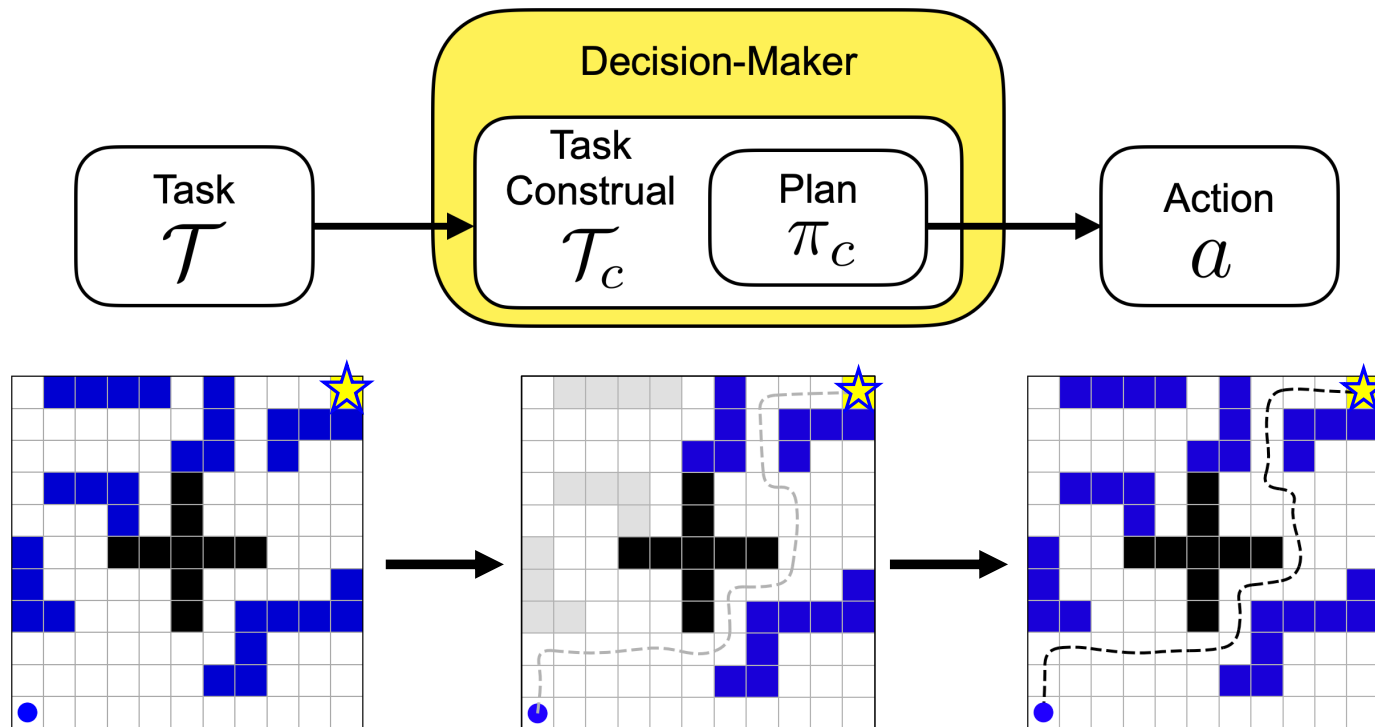 Decision-Maker
Task
𝒯
Task
Construal
𝒯c
Plan
πc
Action
a